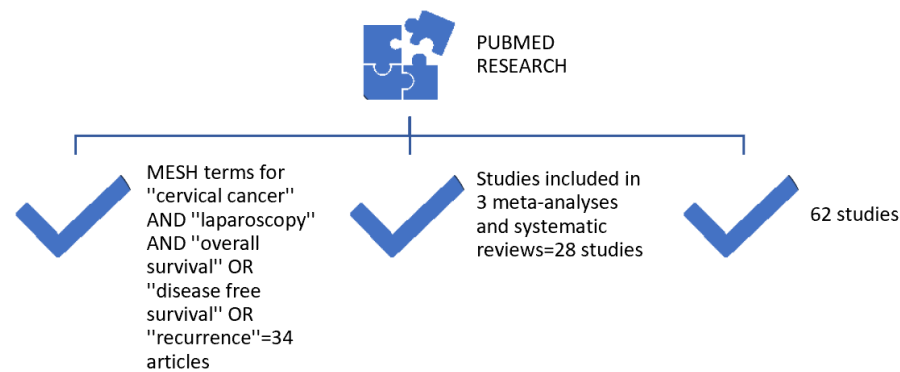 PUBMED
RESEARCH
MESH terms for
"cervical cancer"
AND "laparoscopy"
AND "overall
survival" OR
"disease free
survival" OR
"recurrence"=34
articles
Studies included in
3 meta-analyses
and systematic
reviews=28 studies
62 studies